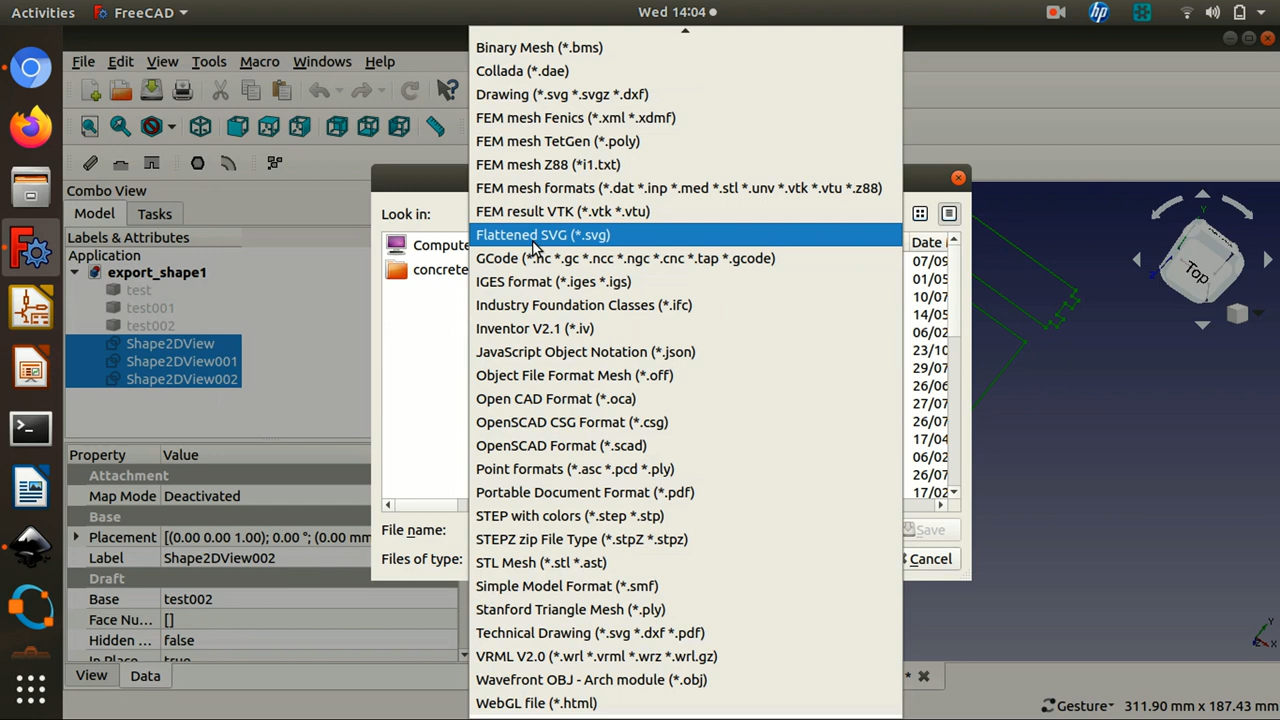 Activities
FreeCAD
Wed 14:04
File Edit View Tools Macro Windows Help
Combo View
Model Tasks
Labels & Attributes
Application
export_shape1
test
test001
test002
Shape2DView
Shape2DView001
Shape2DView002
Property Value
Attachment
Map Mode Deactivated
Base
Placement [(0.00 0.00 0.00); 0.00 °; (0.00 mm
Label Shape2DView002
Draft
Base test002
Face Nu... []
Hidden ... false
In Place true
View Data
Look in:
Compute
concrete
File name:
Files of type:
Binary Mesh (*.bms)
Collada (*.dae)
Drawing (*.svg *.svgz *.dxf)
FEM mesh Fenics (*.xml *.xdmf)
FEM mesh TetGen (*.poly)
FEM mesh Z88 (*i1.txt)
FEM mesh formats (*.dat *.inp *.med *.stl *.unv *.vtk *.vtu *.z88)
FEM result VTK (*.vtk *.vtu)
Flattened SVG (*.svg)
GCode (*.nc *.gc *.ncc *.ngc *.cnc *.tap *.gcode)
IGES format (*.iges *.igs)
Industry Foundation Classes (*.ifc)
Inventor V2.1 (*.iv)
JavaScript Object Notation (*.json)
Object File Format Mesh (*.off)
Open CAD Format (*.oca)
OpenSCAD CSG Format (*.csg)
OpenSCAD Format (*.scad)
Point formats (*.asc *.pcd *.ply)
Portable Document Format (*.pdf)
STEP with colors (*.step *.stp)
STEPZ zip File Type (*.stpZ *.stpz)
STL Mesh (*.stl *.ast)
Simple Model Format (*.smf)
Stanford Triangle Mesh (*.ply)
Technical Drawing (*.svg *.dxf *.pdf)
VRML V2.0 (*.wrl *.vrml *.wrz *.wrl.gz)
Wavefront OBJ - Arch module (*.obj)
WebGL file (*.html)
Date
07/09
01/05
10/07
14/05
06/02
23/10
29/07
26/06
27/07
26/07
17/04
06/02
26/07
17/02
Save
Cancel
Top
Z
Y
X
*
Gesture
311.90 mm x 187.43 mm